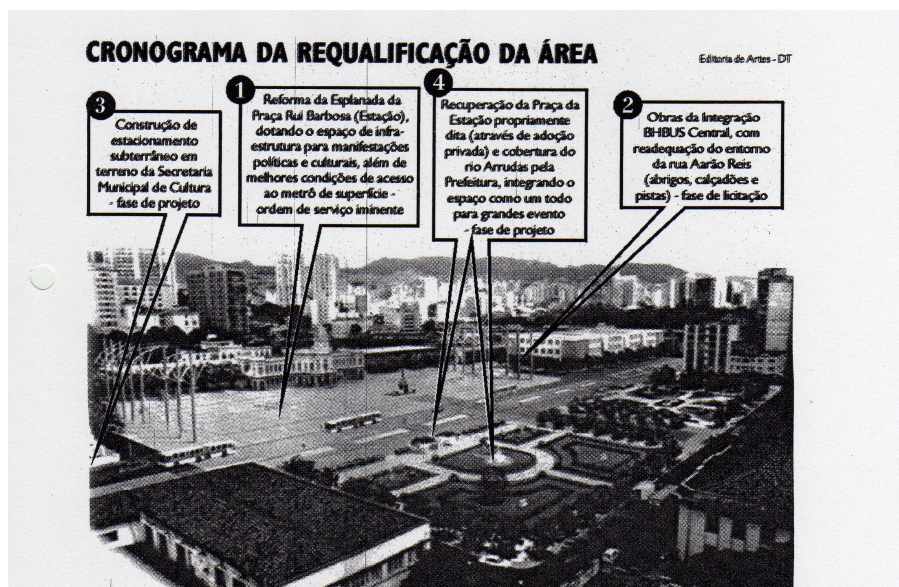 CRONOGRAMA DA REQUALIFICAÇÃO DA ÁREA
Editoria de Artes - DT
3
Construção de
estacionamento
subterrâneo em
terreno da Secretaria
Municipal de Cultura
- fase de projeto
1
Reforma da Esplanada da
Praça Rui Barbosa (Estação),
dotando o espaço de infra-
estrutura para manifestações
políticas e culturais, além de
melhores condições de acesso
ao metrô de superfície -
ordem de serviço iminente
4
Recuperação da Praça da
Estação propriamente
dita (através de adoção
privada) e cobertura do
rio Arrudas pela
Prefeitura, integrando o
espaço como um todo
para grandes evento
- fase de projeto
2
Obras da Integração
BHBUS Central, com
readequação do entorno
da rua Aarão Reis
(abrigos, calçadões e
pistas) - fase de licitação